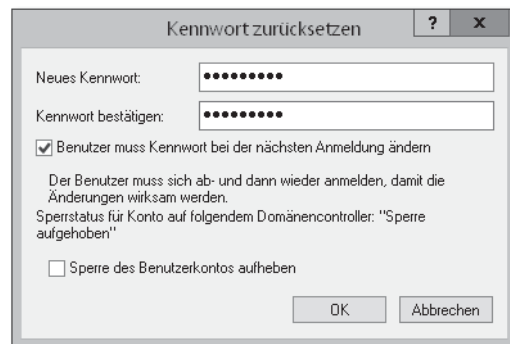 Kennwort zurücksetzen
? x
Neues Kennwort: •••••••••
Kennwort bestätigen: •••••••••
Benutzer muss Kennwort bei der nächsten Anmeldung ändern
Der Benutzer muss sich ab- und dann wieder anmelden, damit die
Änderungen wirksam werden.
Sperrstatus für Konto auf folgendem Domänencontroller: "Sperre
aufgehoben"
Sperre des Benutzerkontos aufheben
OK Abbrechen